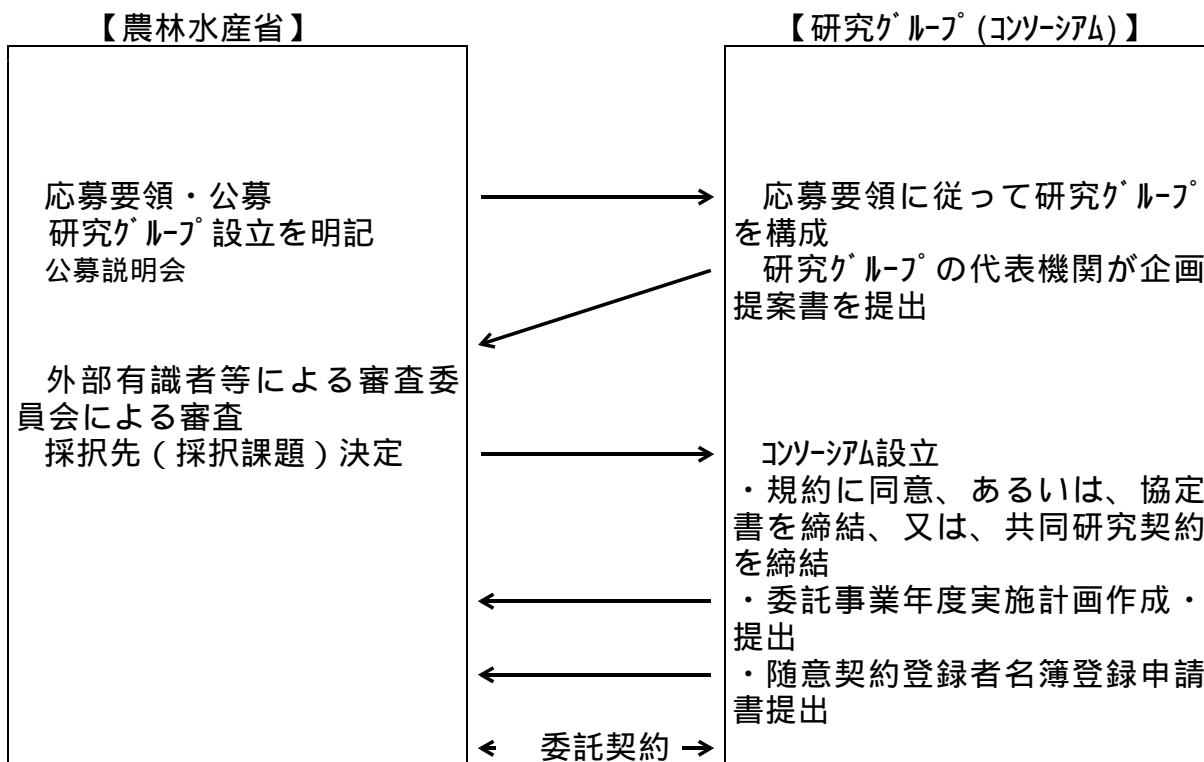 【農林水産省】
【研究ｸﾞﾙｰﾌﾟ(ｺﾝｿｰｼｱﾑ)】
応募要領・公募
研究ｸﾞﾙｰﾌﾟ設立を明記
公募説明会
応募要領に従って研究ｸﾞﾙｰﾌﾟ
を構成
研究ｸﾞﾙｰﾌﾟの代表機関が企画
提案書を提出
外部有識者等による審査委
員会による審査
採択先(採択課題)決定
ｺﾝｿｰｼｱﾑ設立
・規約に同意、あるいは、協定
書を締結、又は、共同研究契約
を締結
・委託事業年度実施計画作成・
提出
・随意契約登録者名簿登録申請
書提出
委託契約